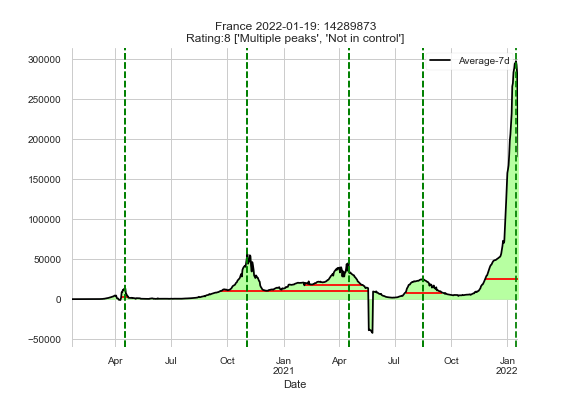 France 2022-01-19: 14289873
Rating:8 ['Multiple peaks', 'Not in control']
Average-7d
300000
250000
200000
150000
100000
50000
0
−50000
Apr
Jul
Oct
Jan
2021
Apr
Jul
Oct
Jan
2022
Date